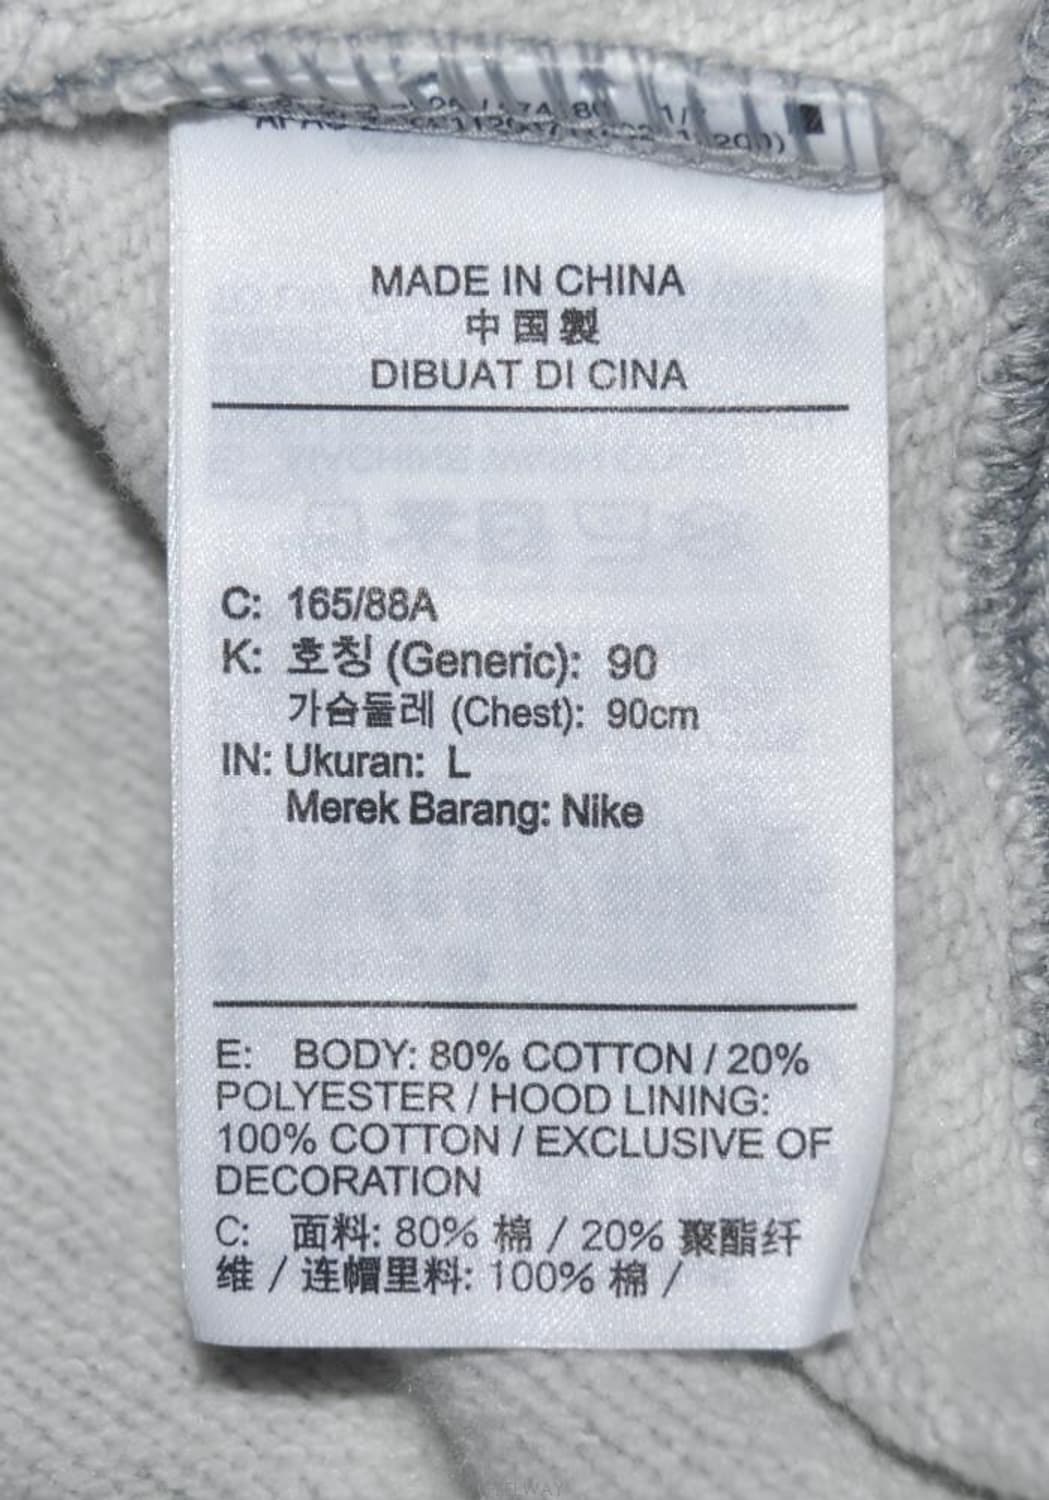 MADE IN CHINA
中国製
DIBUAT DI CINA
C: 165/88A
K: 호칭 (Generic): 90
가슴둘레 (Chest): 90cm
IN: Ukuran: L
Merek Barang: Nike
E: BODY: 80% COTTON / 20%
POLYESTER / HOOD LINING:
100% COTTON / EXCLUSIVE OF
DECORATION
C: 面料: 80% 棉 / 20% 聚酯纤
维 / 连帽里料: 100% 棉 /